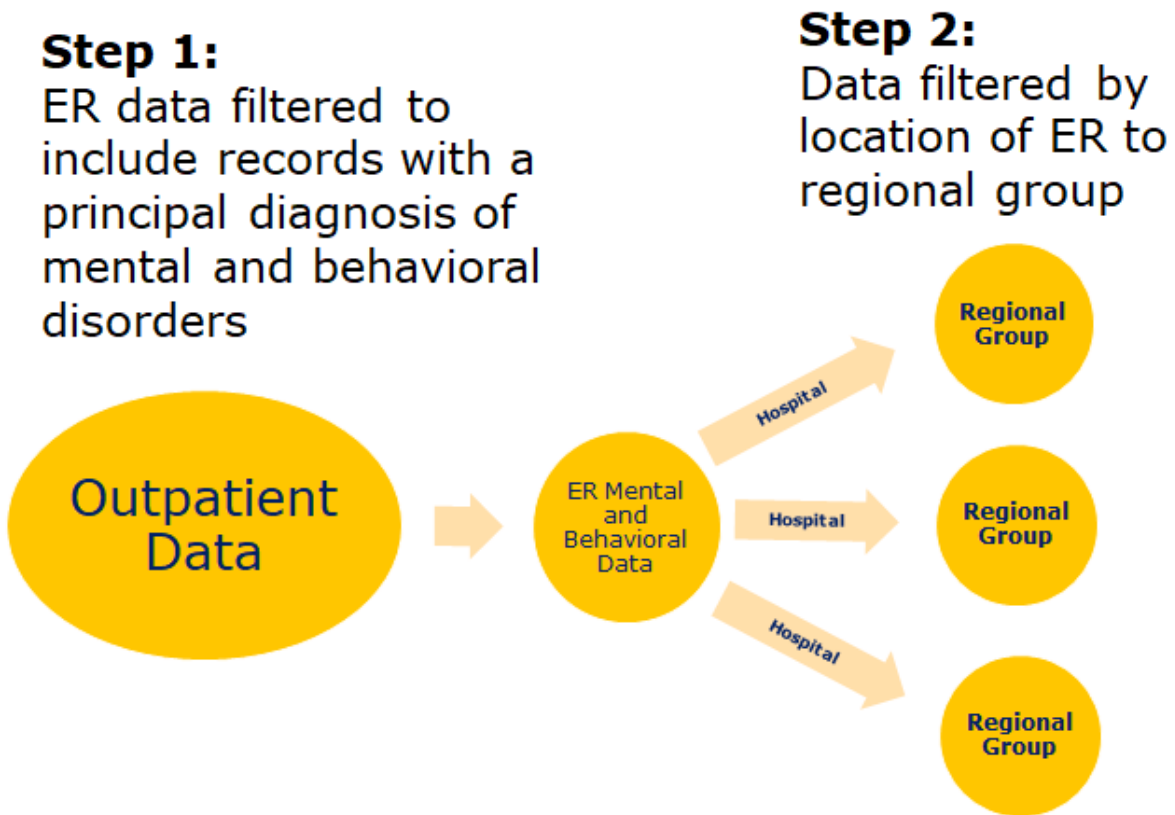 Step 1:
ER data filtered to
include records with a
principal diagnosis of
mental and behavioral
disorders
Step 2:
Data filtered by
location of ER to
regional group
Outpatient
Data
ER Mental
and
Behavioral
Data
Hospital
Hospital
Hospital
Regional
Group
Regional
Group
Regional
Group